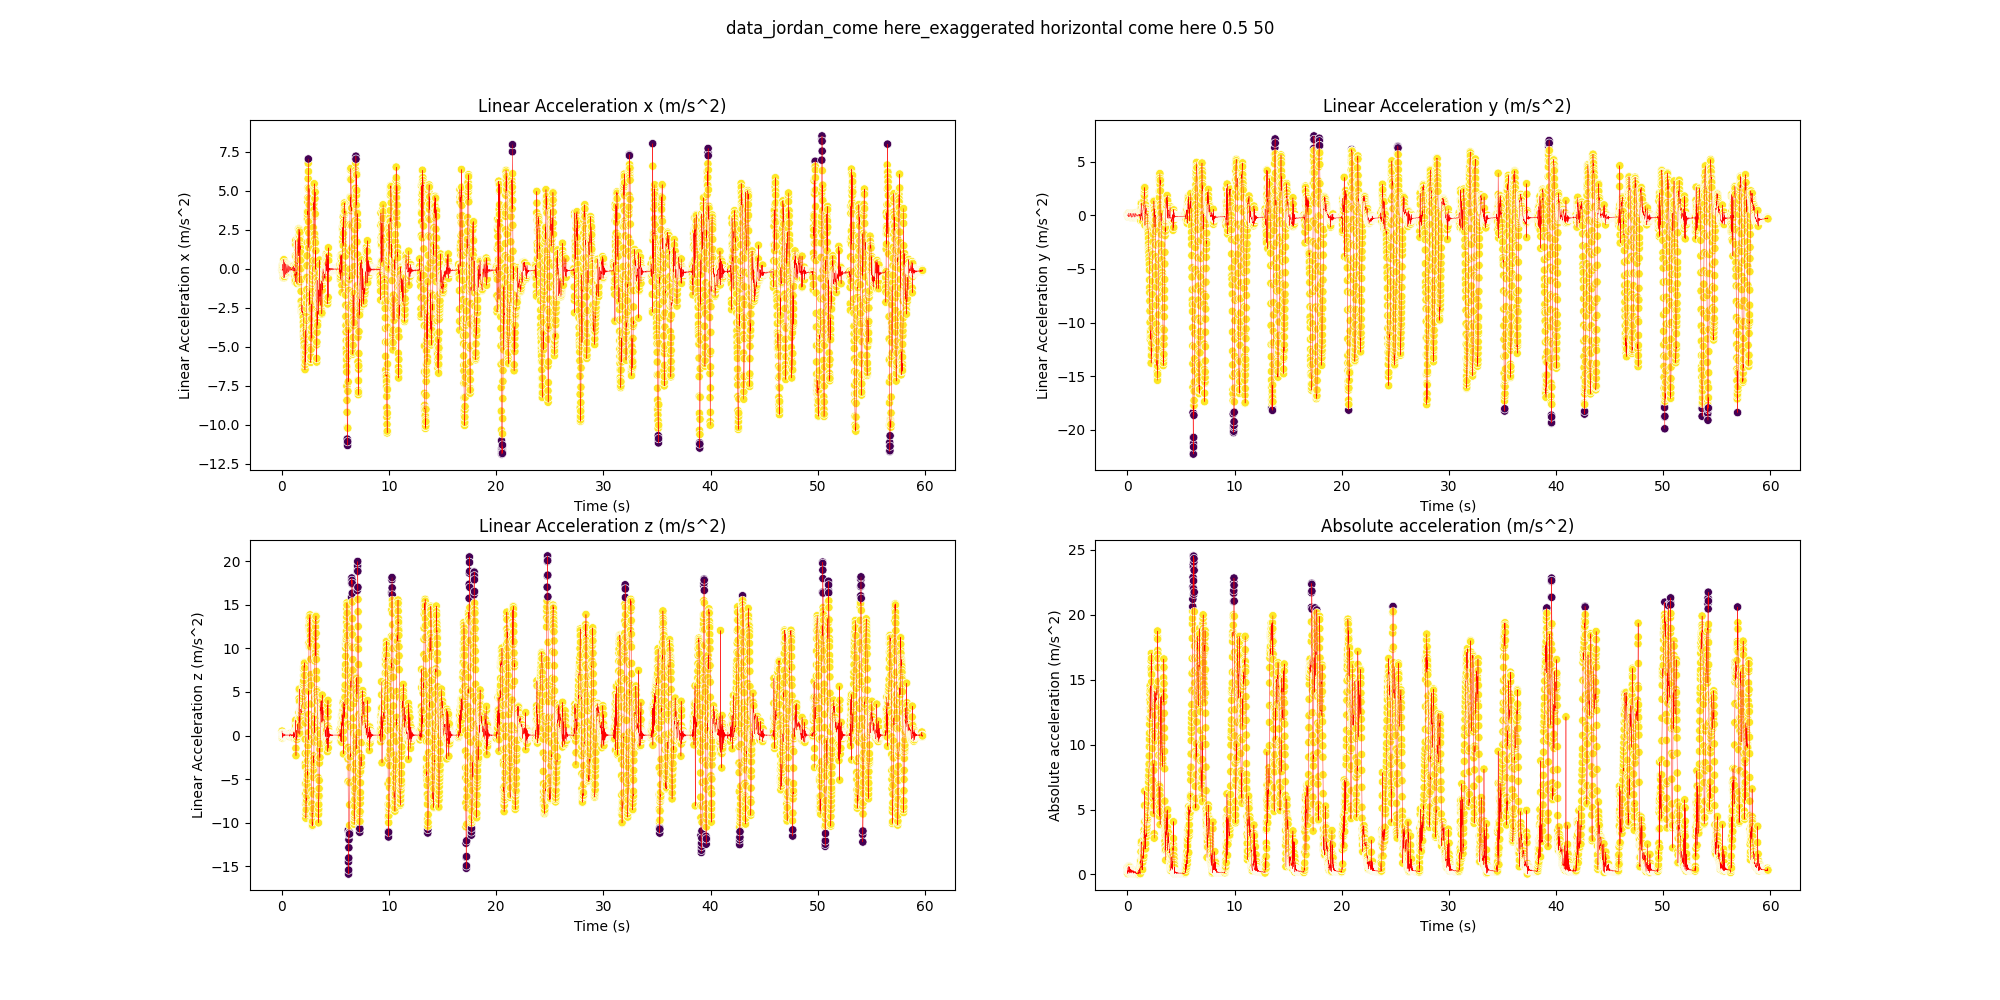 data_jordan_come here_exaggerated horizontal come here 0.5 50
Linear Acceleration x (m/s^2)
Linear Acceleration x (m/s^2)
7.5
5.0
2.5
0.0
−2.5
−5.0
−7.5
−10.0
−12.5
0 10 20 30 40 50 60
Time (s)
Linear Acceleration y (m/s^2)
Linear Acceleration y (m/s^2)
5
0
−5
−10
−15
−20
0 10 20 30 40 50 60
Time (s)
Linear Acceleration z (m/s^2)
Linear Acceleration z (m/s^2)
20
15
10
5
0
−5
−10
−15
0 10 20 30 40 50 60
Time (s)
Absolute acceleration (m/s^2)
Absolute acceleration (m/s^2)
25
20
15
10
5
0
0 10 20 30 40 50 60
Time (s)